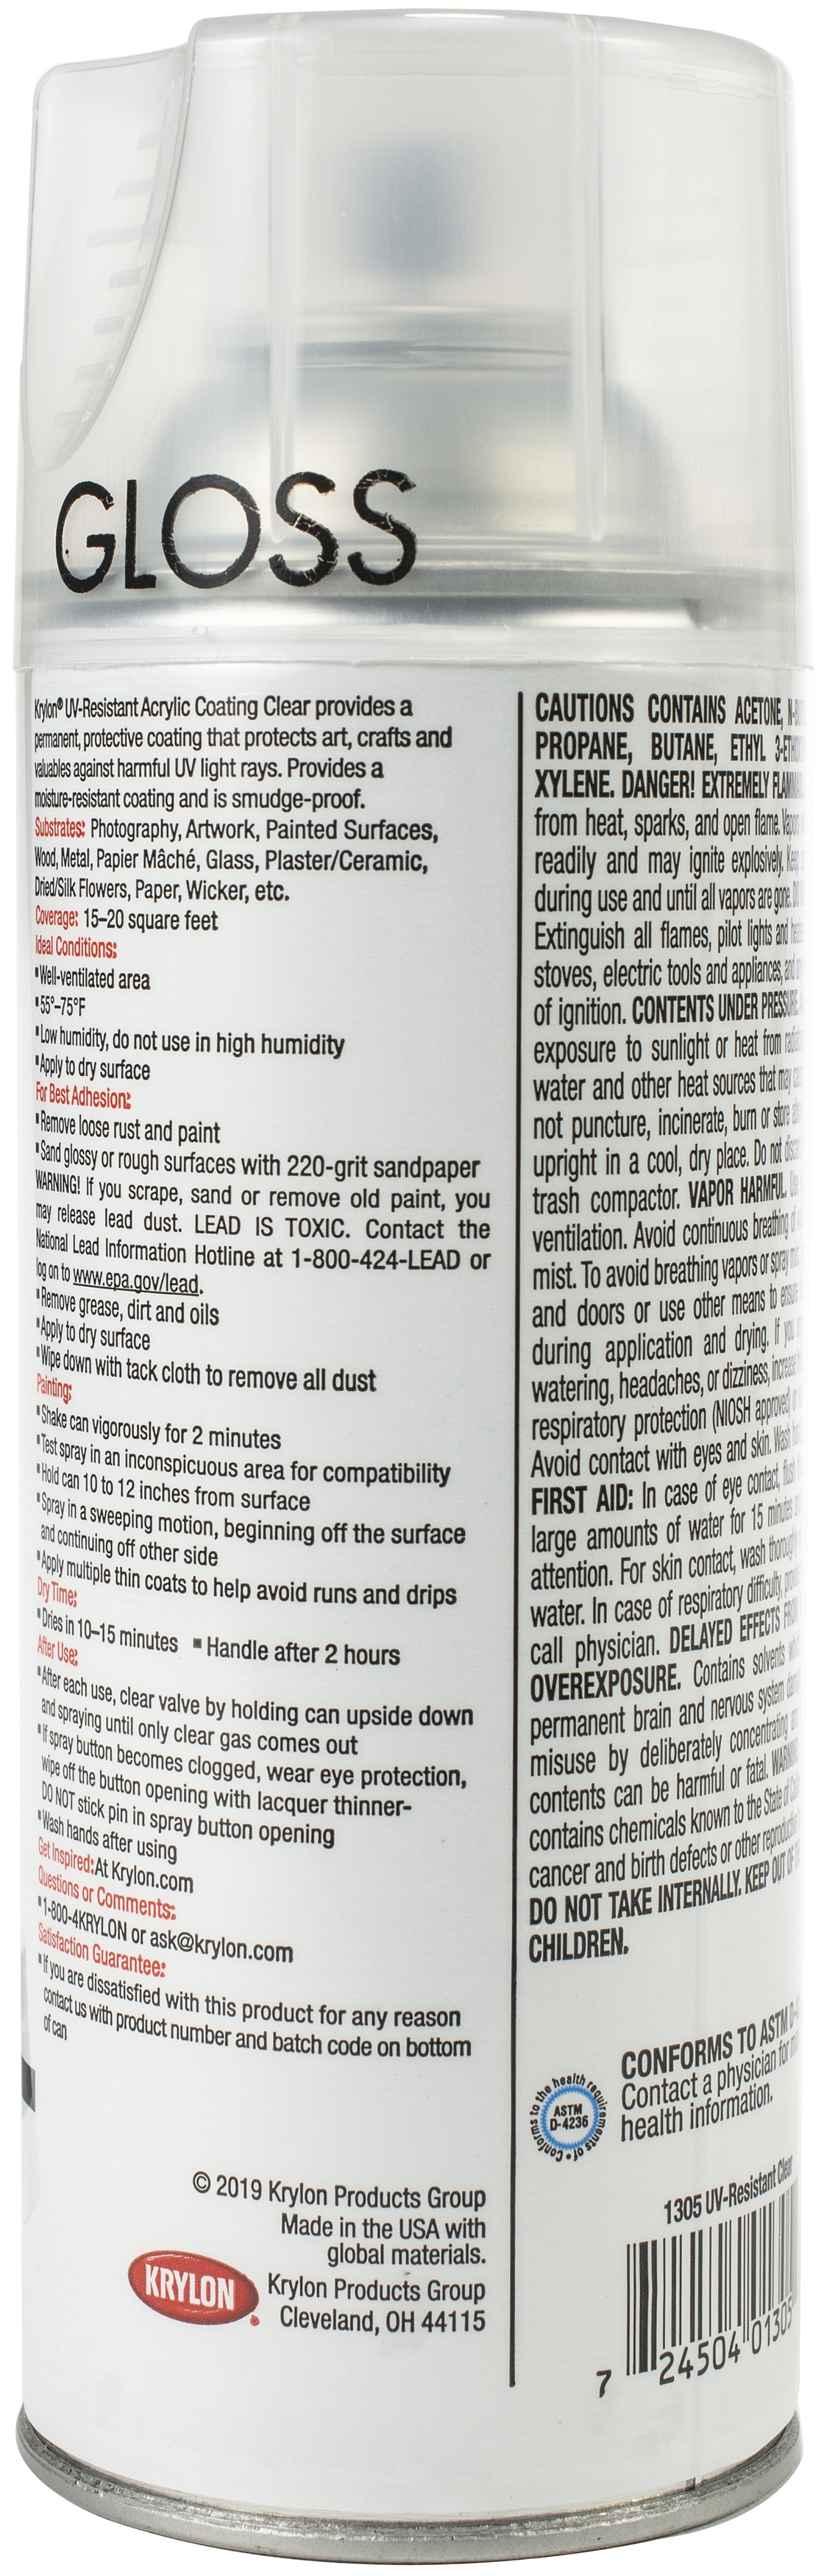 GLOSS
Krylon® UV-Resistant Acrylic Coating Clear provides a
permanent, protective coating that protects art, crafts and
valuables against harmful UV light rays. Provides a
moisture-resistant coating and is smudge-proof.
Substrates: Photography, Artwork, Painted Surfaces,
Wood, Metal, Papier Mâché, Glass, Plaster/Ceramic,
Dried/Silk Flowers, Paper, Wicker, etc.
Coverage: 15–20 square feet
Ideal Conditions:
▪ Well-ventilated area
▪ 55°–75°F
▪ Low humidity, do not use in high humidity
▪ Apply to dry surface
For Best Adhesion:
▪ Remove loose rust and paint
▪ Sand glossy or rough surfaces with 220-grit sandpaper
WARNING! If you scrape, sand or remove old paint, you
may release lead dust. LEAD IS TOXIC. Contact the
National Lead Information Hotline at 1-800-424-LEAD or
log on to www.epa.gov/lead.
▪ Remove grease, dirt and oils
▪ Apply to dry surface
▪ Wipe down with tack cloth to remove all dust
Painting:
▪ Shake can vigorously for 2 minutes
▪ Test spray in an inconspicuous area for compatibility
▪ Hold can 10 to 12 inches from surface
▪ Spray in a sweeping motion, beginning off the surface
and continuing off other side
▪ Apply multiple thin coats to help avoid runs and drips
Dry Time:
▪ Dries in 10–15 minutes ▪ Handle after 2 hours
After Use:
▪ After each use, clear valve by holding can upside down
and spraying until only clear gas comes out
▪ If spray button becomes clogged, wear eye protection,
wipe off the button opening with lacquer thinner-
DO NOT stick pin in spray button opening
▪ Wash hands after using
Get Inspired: At Krylon.com
Questions or Comments:
▪ 1-800-4KRYLON or ask@krylon.com
Satisfaction Guarantee:
▪ If you are dissatisfied with this product for any reason
contact us with product number and batch code on bottom
of can
© 2019 Krylon Products Group
Made in the USA with
global materials.
KRYLON
Krylon Products Group
Cleveland, OH 44115
CAUTIONS CONTAINS ACETONE,
PROPANE, BUTANE, ETHYL
XYLENE. DANGER! EXTREMELY
from heat, sparks, and open flame.
readily and may ignite explosively.
during use and until all vapors are gone.
Extinguish all flames, pilot lights and
stoves, electric tools and appliances,
of ignition. CONTENTS UNDER PRESSURE.
exposure to sunlight or heat from
water and other heat sources that may
not puncture, incinerate, burn or store
upright in a cool, dry place. Do not
trash compactor. VAPOR HARMFUL.
ventilation. Avoid continuous breathing of
mist. To avoid breathing vapors or spray
and doors or use other means to ensure
during application and drying. If you
watering, headaches, or dizziness, increase
respiratory protection (NIOSH approved)
Avoid contact with eyes and skin. Wash
FIRST AID: In case of eye contact, flush
large amounts of water for 15 minutes
attention. For skin contact, wash
water. In case of respiratory difficulty,
call physician. DELAYED EFFECTS FROM
OVEREXPOSURE. Contains solvents
permanent brain and nervous system
misuse by deliberately concentrating
contents can be harmful or fatal.
contains chemicals known to the State of
cancer and birth defects or other
DO NOT TAKE INTERNALLY. KEEP OUT OF
CHILDREN.
Conforms to the health requirements of
ASTM
D-4236
CONFORMS TO ASTM
Contact a physician for
health information.
1305 UV-Resistant Clear
7 24504 01305